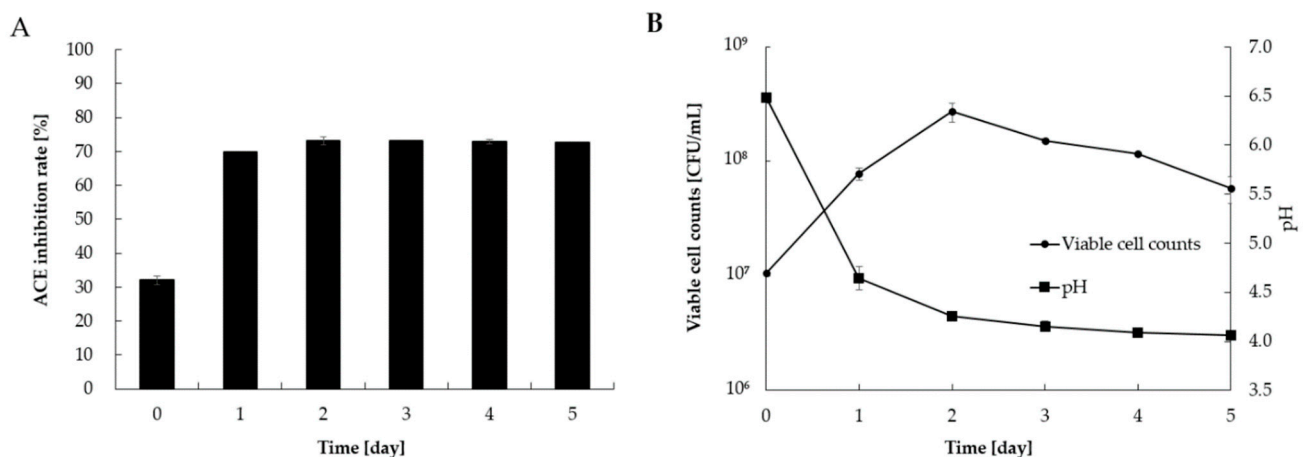 A
ACE inhibition rate [%]
100
90
80
70
60
50
40
30
20
10
0
0 1 2 3 4 5
Time [day]
B
Viable cell counts [CFU/mL]
10⁹
10⁸
10⁷
10⁶
Viable cell counts
pH
7.0
6.5
6.0
5.5
5.0
4.5
4.0
3.5
pH
0 1 2 3 4 5
Time [day]